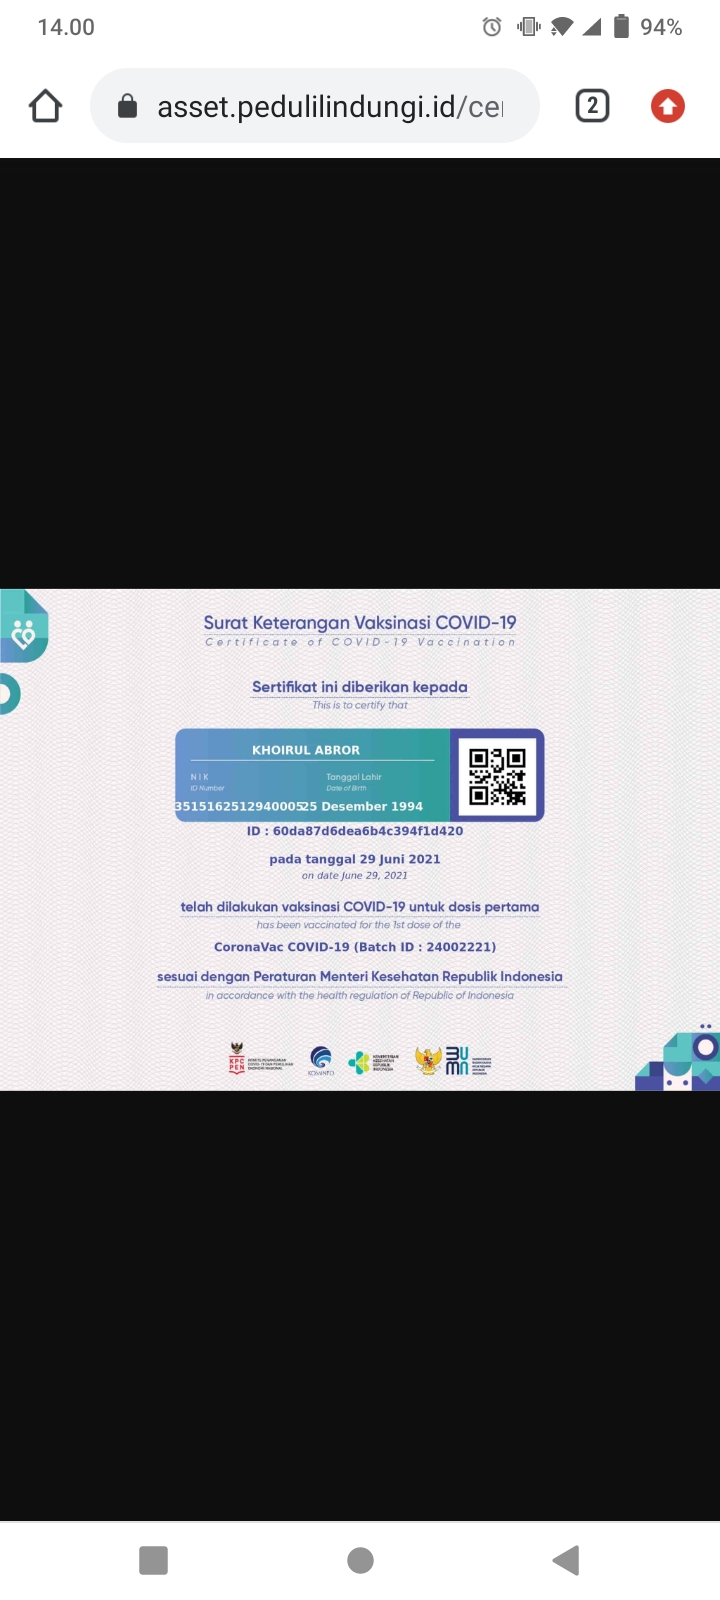 14.00
94%
asset.pedulilindungi.id/ce
2
Surat Keterangan Vaksinasi COVID-19
Certificate of COVID-19 Vaccination
Sertifikat ini diberikan kepada
This is to certify that
KHOIRUL ABROR
NIK Tanggal Lahir
ID Number Date of Birth
3515162512940005 25 Desember 1994
ID : 60da87d6dea6b4c394f1d420
pada tanggal 29 Juni 2021
on date June 29, 2021
telah dilakukan vaksinasi COVID-19 untuk dosis pertama
has been vaccinated for the 1st dose of the
CoronaVac COVID-19 (Batch ID : 24002221)
sesuai dengan Peraturan Menteri Kesehatan Republik Indonesia
in accordance with the health regulation of Republic of Indonesia
KPC PEN
KOMINFO
KEMENTERIAN KESEHATAN REPUBLIK INDONESIA
BUMN